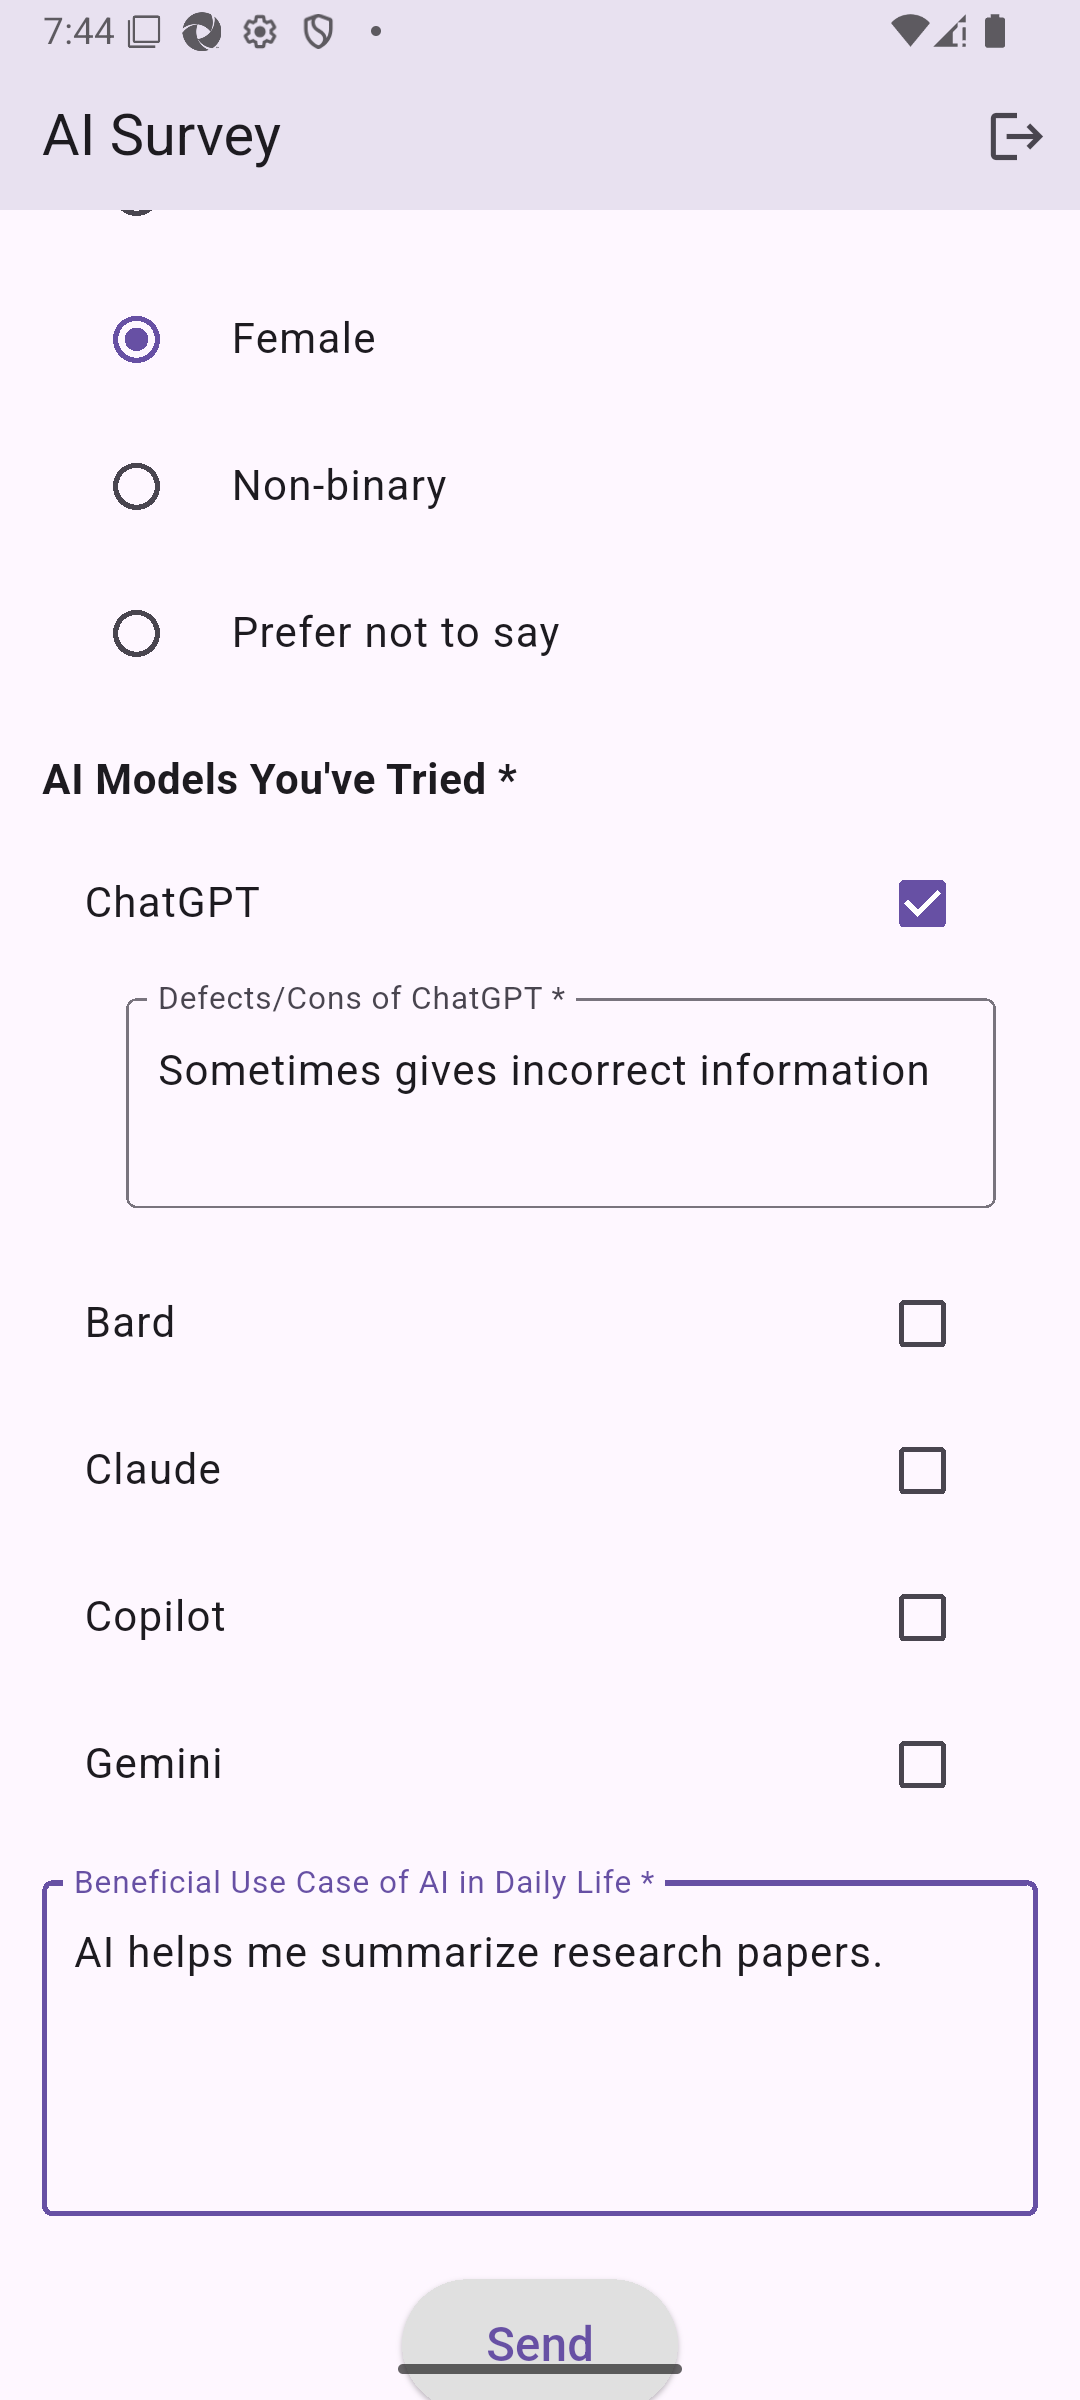 7:44
AI Survey
Female
Non-binary
Prefer not to say
AI Models You've Tried *
ChatGPT
Defects/Cons of ChatGPT *
Sometimes gives incorrect information
Bard
Claude
Copilot
Gemini
Beneficial Use Case of AI in Daily Life *
AI helps me summarize research papers.
Send